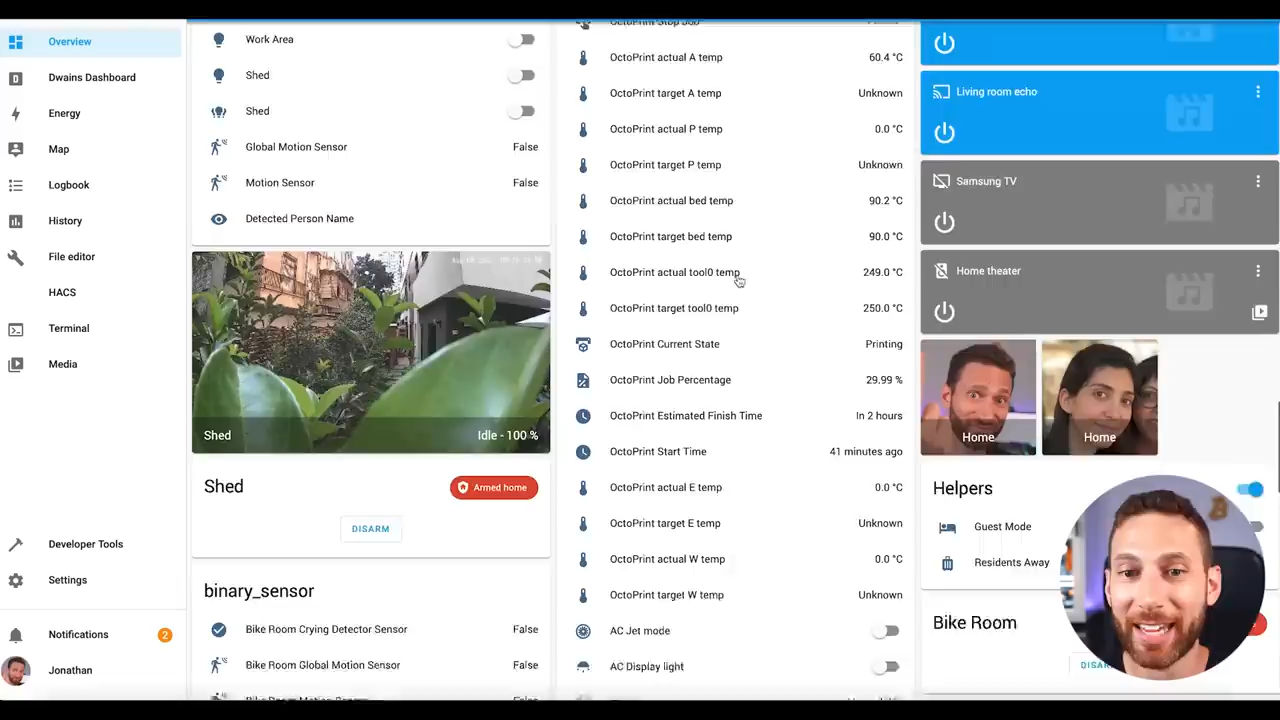 Overview
Dwains Dashboard
Energy
Map
Logbook
History
File editor
HACS
Terminal
Media
Developer Tools
Settings
Notifications
2
Jonathan
Work Area
Shed
Shed
Global Motion Sensor
False
Motion Sensor
False
Detected Person Name
Shed
Idle - 100 %
Shed
Armed home
DISARM
binary_sensor
Bike Room Crying Detector Sensor
False
Bike Room Global Motion Sensor
False
OctoPrint Stop Job
OctoPrint actual A temp
60.4 °C
OctoPrint target A temp
Unknown
OctoPrint actual P temp
0.0 °C
OctoPrint target P temp
Unknown
OctoPrint actual bed temp
90.2 °C
OctoPrint target bed temp
90.0 °C
OctoPrint actual tool0 temp
249.0 °C
OctoPrint target tool0 temp
250.0 °C
OctoPrint Current State
Printing
OctoPrint Job Percentage
29.99 %
OctoPrint Estimated Finish Time
In 2 hours
OctoPrint Start Time
41 minutes ago
OctoPrint actual E temp
0.0 °C
OctoPrint target E temp
Unknown
OctoPrint actual W temp
0.0 °C
OctoPrint target W temp
Unknown
AC Jet mode
AC Display light
Living room echo
Samsung TV
Home theater
Home
Home
Helpers
Guest Mode
Residents Away
Bike Room